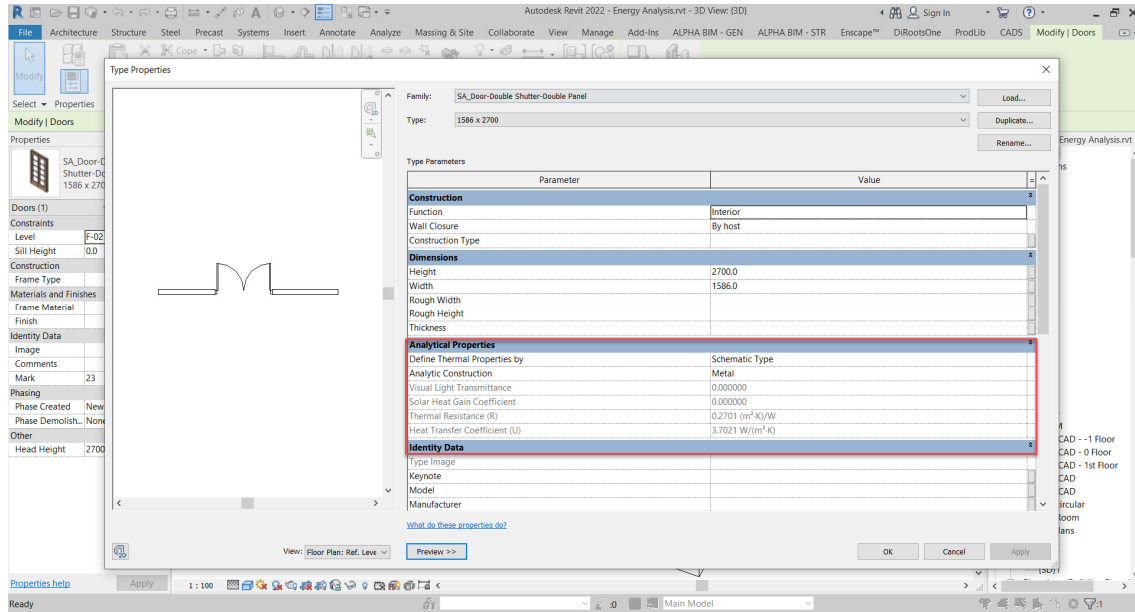 Autodesk Revit 2022 - Energy Analysis.rvt - 3D View: {3D}
Sign In
File Architecture Structure Steel Precast Systems Insert Annotate Analyze Massing & Site Collaborate View Manage Add-Ins ALPHA BIM - GEN ALPHA BIM - STR Enscape™ DiRootsOne ProdLib CADS Modify | Doors
Modify
Cope
Select Properties
Modify | Doors
Properties
SA_Door-D
Shutter-Do
1586 x 270
Doors (1)
Constraints
Level F-02
Sill Height 0.0
Construction
Frame Type
Materials and Finishes
Frame Material
Finish
Identity Data
Image
Comments
Mark 23
Phasing
Phase Created New
Phase Demolish... None
Other
Head Height 2700
Properties help Apply
Type Properties
Family: SA_Door-Double Shutter-Double Panel Load...
Type: 1586 x 2700 Duplicate...
Rename...
Type Parameters
Parameter Value =
Construction
Function Interior
Wall Closure By host
Construction Type
Dimensions
Height 2700.0
Width 1586.0
Rough Width
Rough Height
Thickness
Analytical Properties
Define Thermal Properties by Schematic Type
Analytic Construction Metal
Visual Light Transmittance 0.000000
Solar Heat Gain Coefficient 0.000000
Thermal Resistance (R) 0.2701 (m²·K)/W
Heat Transfer Coefficient (U) 3.7021 W/(m²·K)
Identity Data
Type Image
Keynote
Model
Manufacturer
What do these properties do?
View: Floor Plan: Ref. Leve Preview >> OK Cancel Apply
Energy Analysis.rvt
CAD - -1 Floor
CAD - 0 Floor
CAD - 1st Floor
CAD
CAD
ircular
Room
lans
1 : 100
Ready :0 Main Model :1